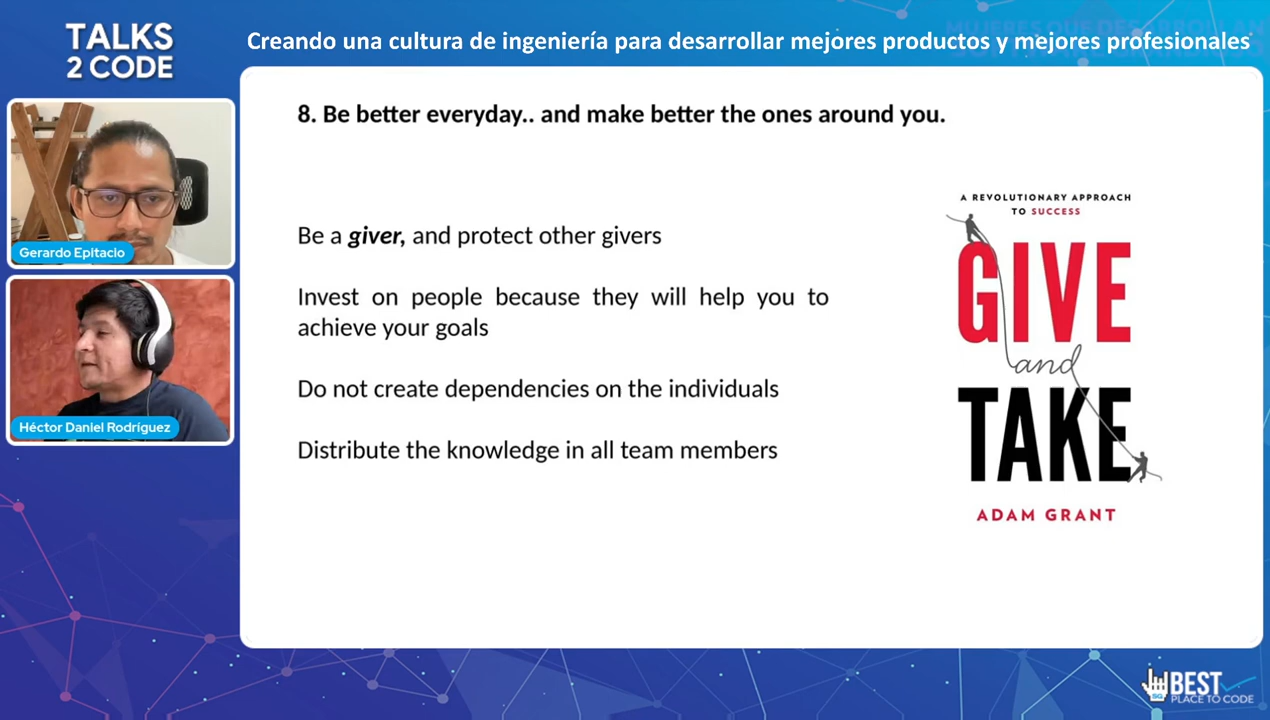 TALKS
2 CODE
Creando una cultura de ingeniería para desarrollar mejores productos y mejores profesionales
Gerardo Epitacio
Héctor Daniel Rodríguez
8. Be better everyday.. and make better the ones around you.
Be a giver, and protect other givers
Invest on people because they will help you to
achieve your goals
Do not create dependencies on the individuals
Distribute the knowledge in all team members
A REVOLUTIONARY APPROACH
TO SUCCESS
GIVE
and
TAKE
ADAM GRANT
SG
BEST
PLACE TO CODE